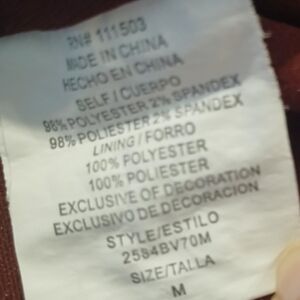 RN# 111503
MADE IN CHINA
HECHO EN CHINA
SELF / CUERPO
98% POLYESTER 2% SPANDEX
98% POLIESTER 2% SPANDEX
LINING / FORRO
100% POLYESTER
100% POLIESTER
EXCLUSIVE OF DECORATION
EXCLUSIVO DE DECORACION
STYLE/ESTILO
2584BV70M
SIZE/TALLA
M